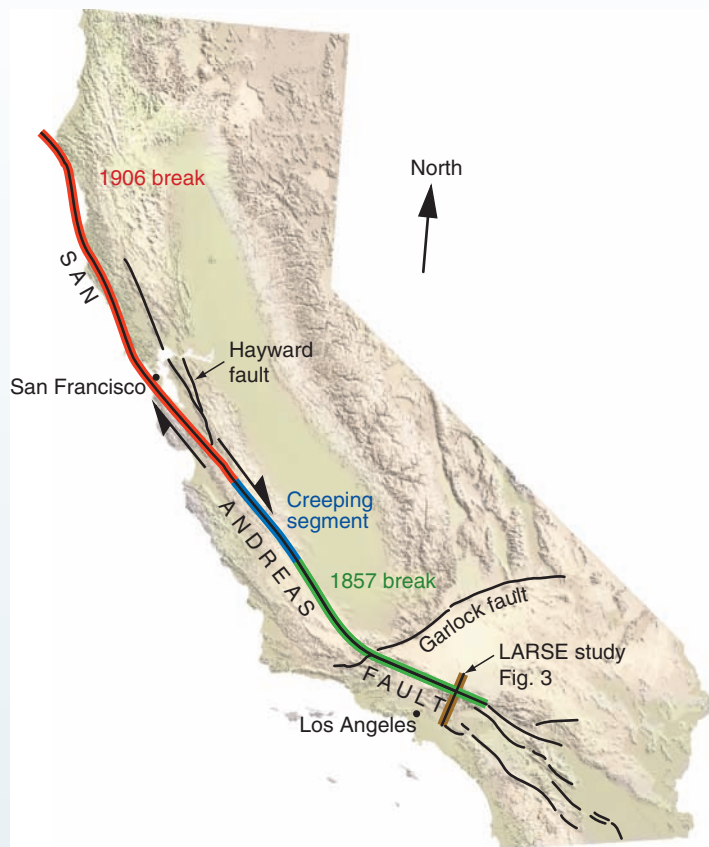 1906 break
North
SAN
Hayward
fault
San Francisco
Creeping
segment
ANDREAS
1857 break
Garlock fault
LARSE study
Fig. 3
FAULT
Los Angeles